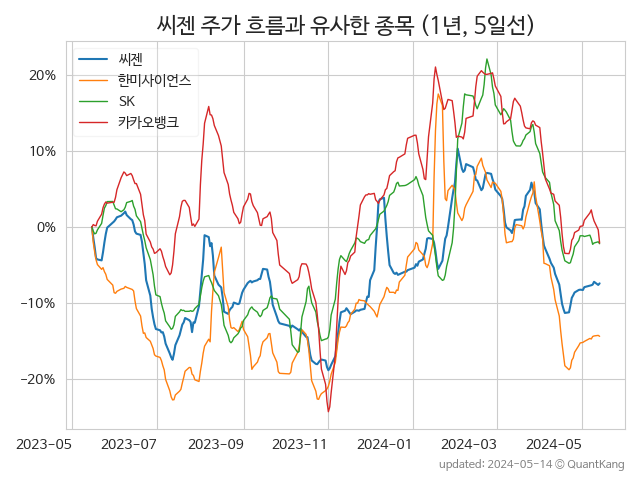 씨젠 주가 흐름과 유사한 종목 (1년, 5일선)
씨젠
한미사이언스
SK
카카오뱅크
20%
10%
0%
−10%
−20%
2023-05 2023-07 2023-09 2023-11 2024-01 2024-03 2024-05
updated: 2024-05-14 © QuantKang